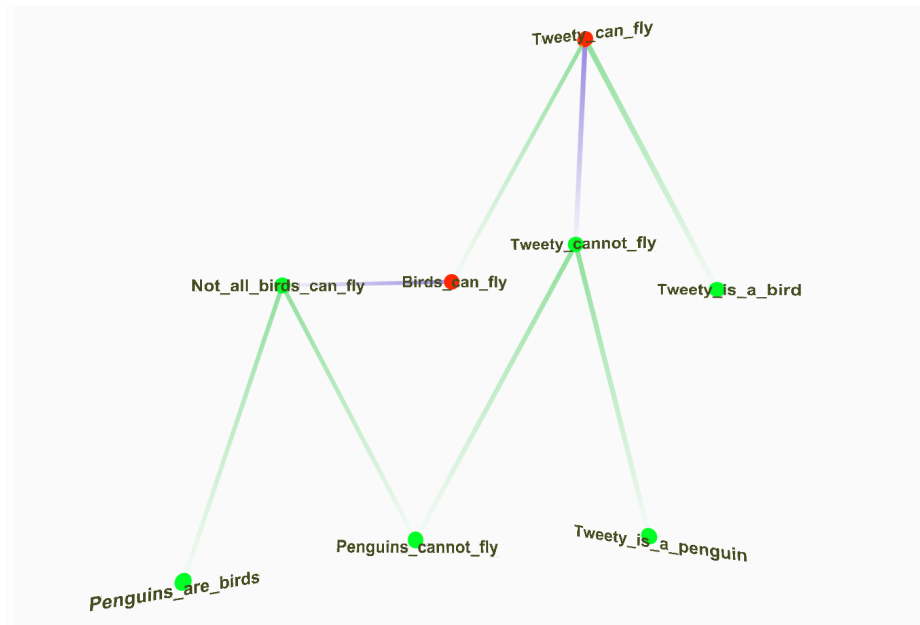 Tweety_can_fly
Tweety_cannot_fly
Not_all_birds_can_fly
Birds_can_fly
Tweety_is_a_bird
Penguins_cannot_fly
Tweety_is_a_penguin
Penguins_are_birds